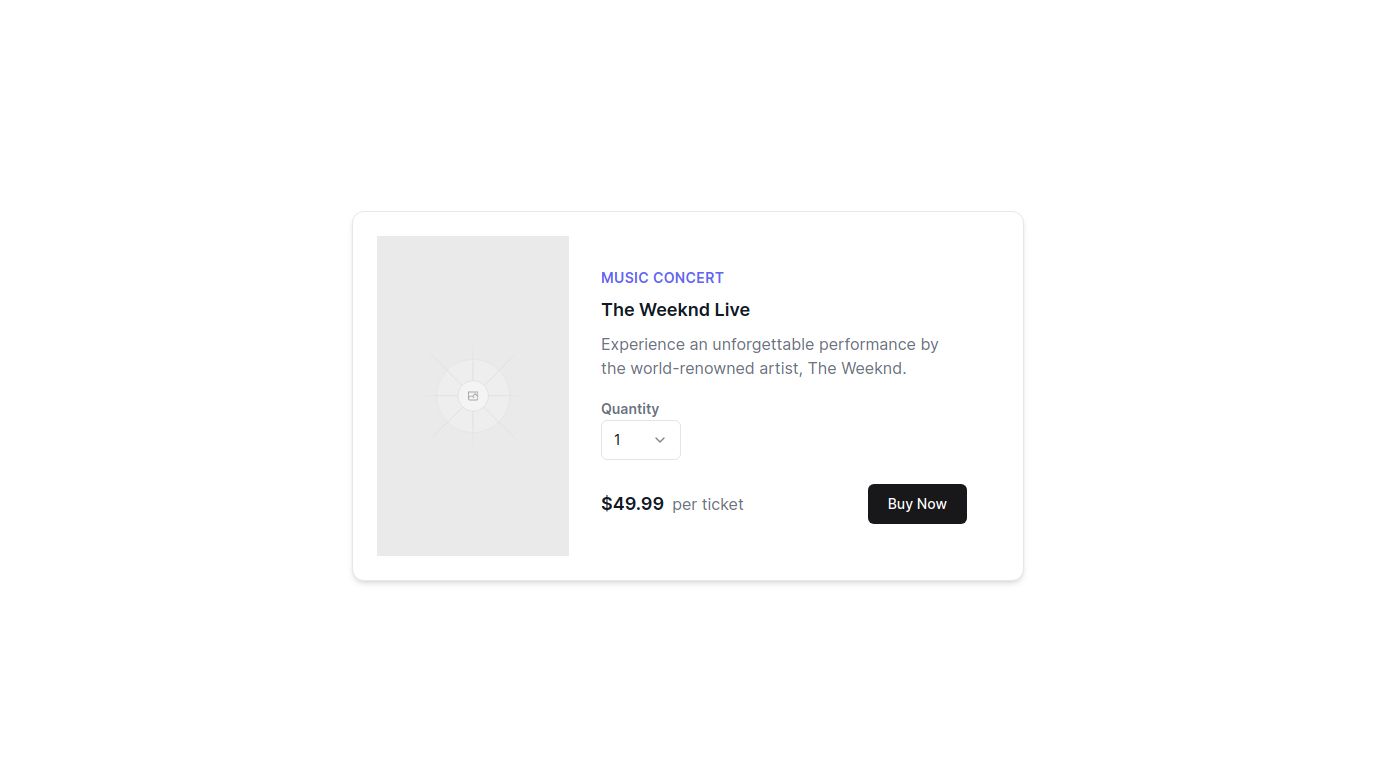 MUSIC CONCERT
The Weeknd Live
Experience an unforgettable performance by
the world-renowned artist, The Weeknd.
Quantity
1
$49.99 per ticket
Buy Now